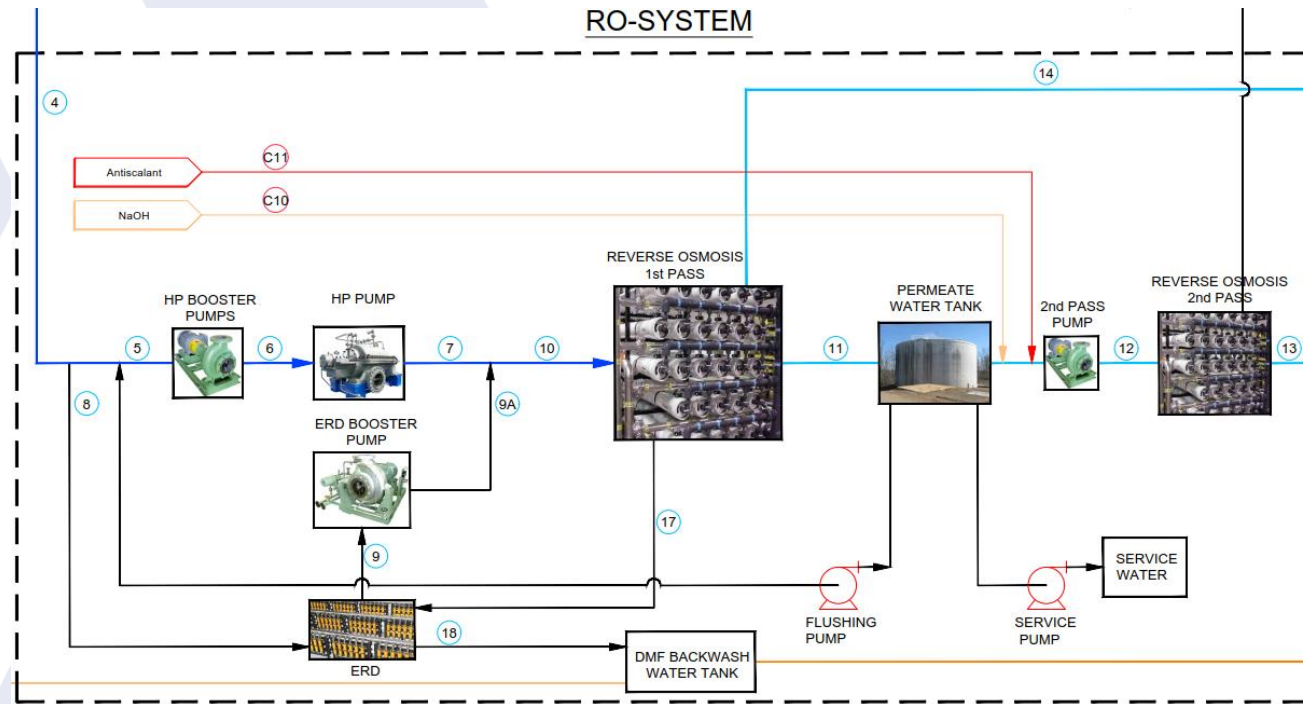 RO-SYSTEM
4
14
C11
Antiscalant
C10
NaOH
REVERSE OSMOSIS
1st PASS
HP BOOSTER
PUMPS
HP PUMP
PERMEATE
WATER TANK
2nd PASS
PUMP
REVERSE OSMOSIS
2nd PASS
5
6
7
10
11
12
13
8
9A
ERD BOOSTER
PUMP
17
9
SERVICE
WATER
FLUSHING
PUMP
SERVICE
PUMP
18
ERD
DMF BACKWASH
WATER TANK